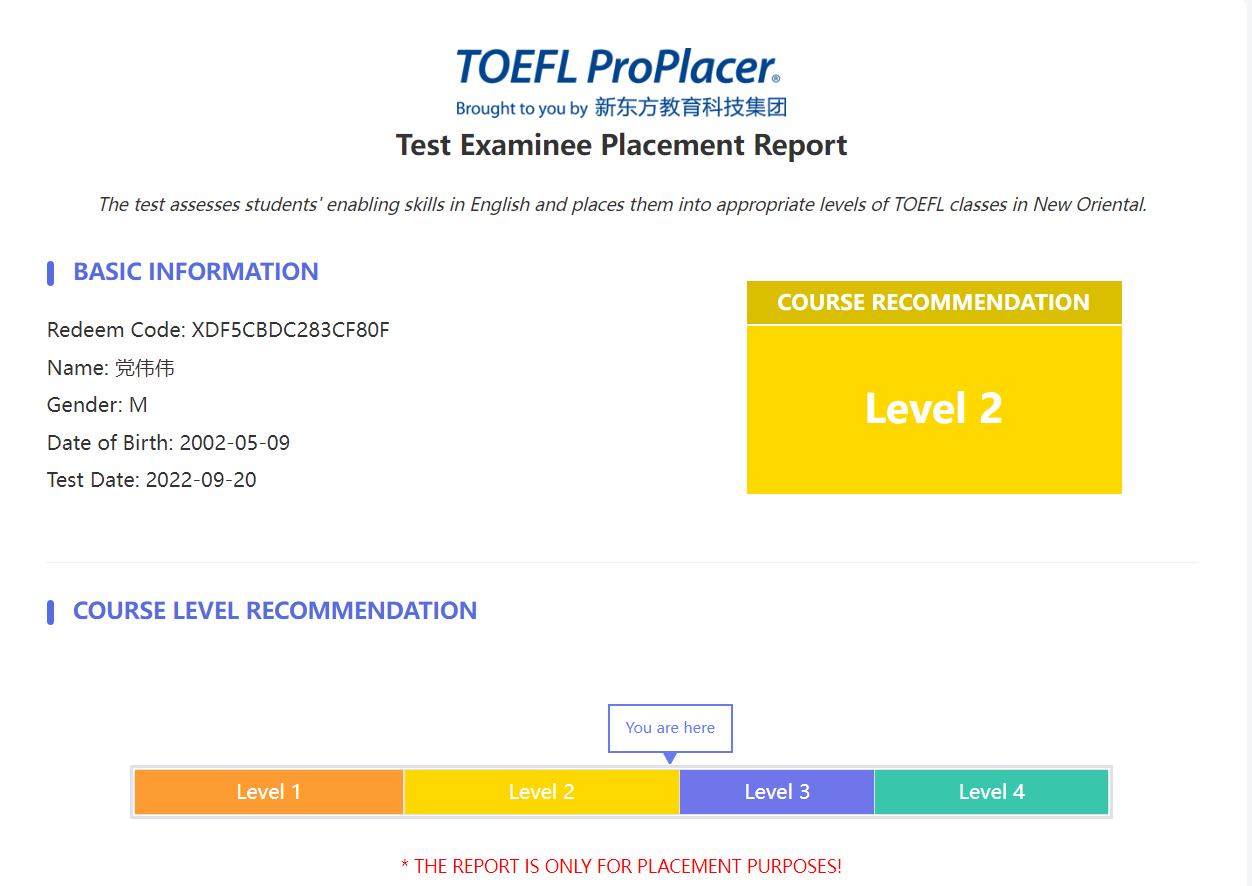 TOEFL ProPlacer®
Brought to you by 新东方教育科技集团
Test Examinee Placement Report
The test assesses students' enabling skills in English and places them into appropriate levels of TOEFL classes in New Oriental.
BASIC INFORMATION
Redeem Code: XDF5CBDC283CF80F
Name: 党伟伟
Gender: M
Date of Birth: 2002-05-09
Test Date: 2022-09-20
COURSE RECOMMENDATION
Level 2
COURSE LEVEL RECOMMENDATION
You are here
Level 1 Level 2 Level 3 Level 4
* THE REPORT IS ONLY FOR PLACEMENT PURPOSES!